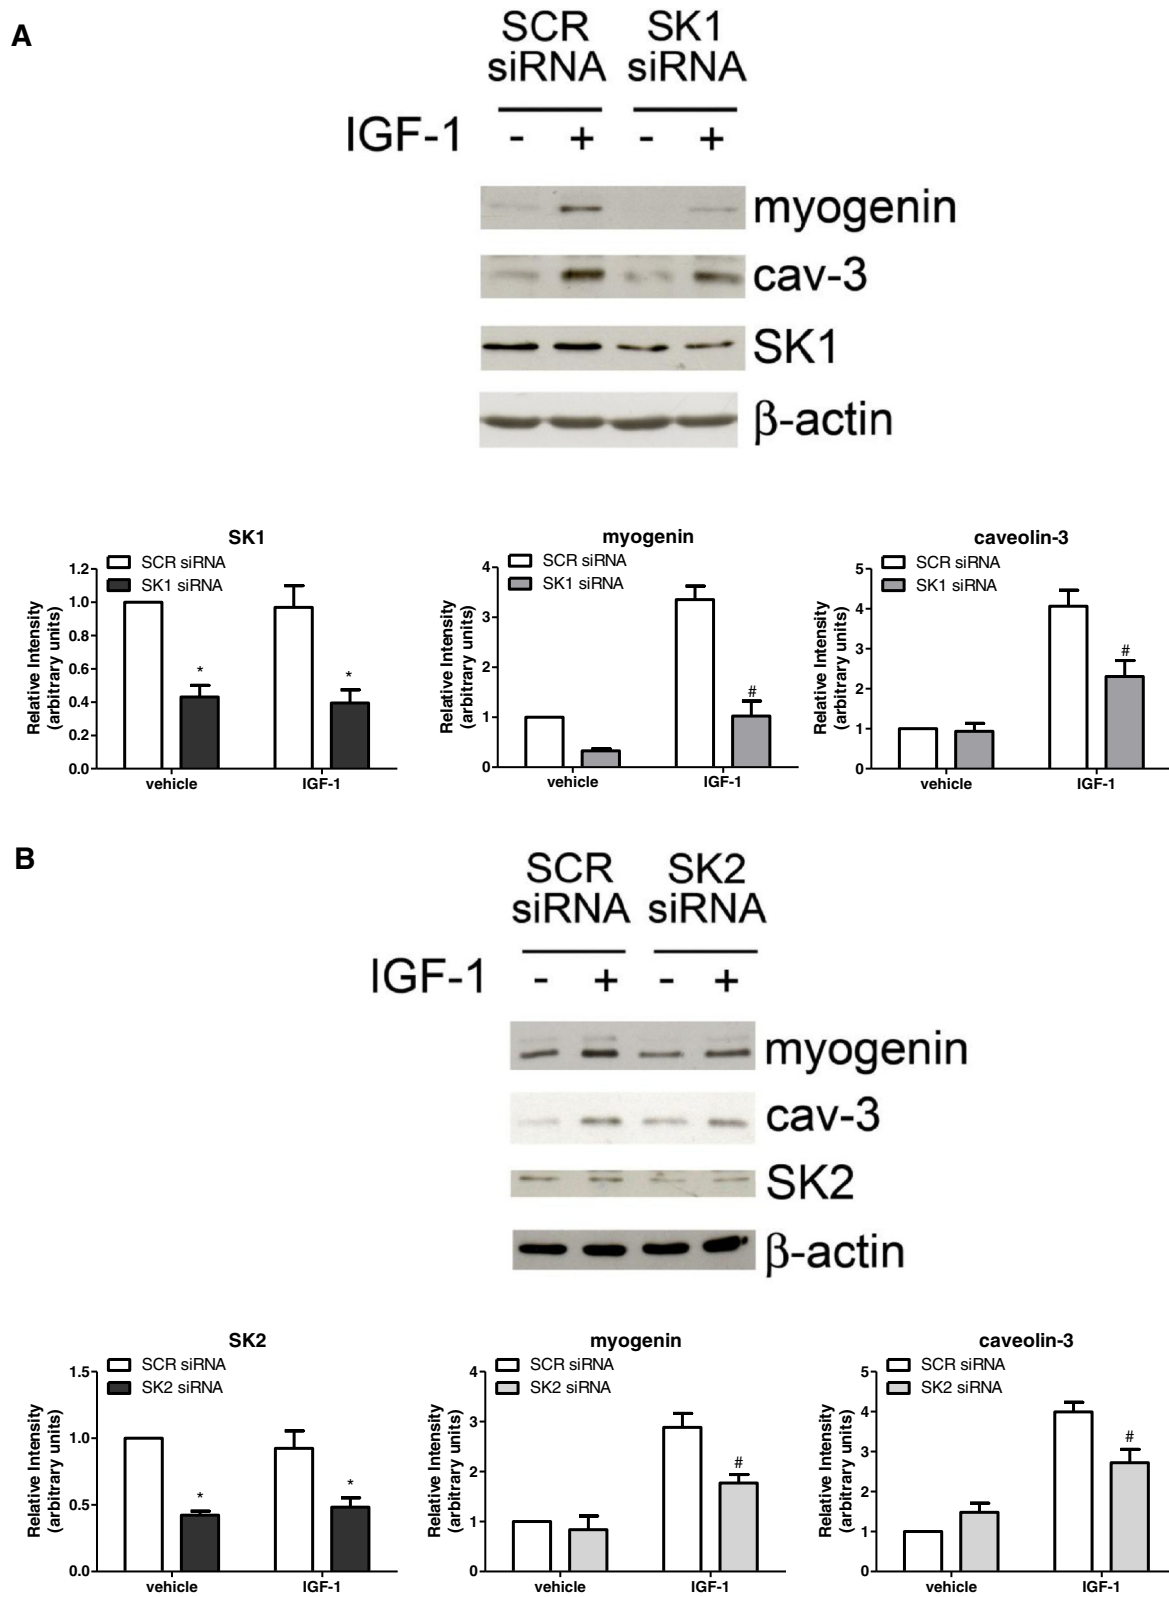 A
SCR siRNA SK1 siRNA
IGF-1 - + - +
myogenin
cav-3
SK1
β-actin
SK1
SCR siRNA
SK1 siRNA
Relative Intensity
(arbitrary units)
1.2
1.0
0.8
0.6
0.4
0.2
0.0
* *
vehicle IGF-1
myogenin
SCR siRNA
SK1 siRNA
Relative Intensity
(arbitrary units)
4
3
2
1
0
#
vehicle IGF-1
caveolin-3
SCR siRNA
SK1 siRNA
Relative Intensity
(arbitrary units)
5
4
3
2
1
0
#
vehicle IGF-1
B
SCR siRNA SK2 siRNA
IGF-1 - + - +
myogenin
cav-3
SK2
β-actin
SK2
SCR siRNA
SK2 siRNA
Relative Intensity
(arbitrary units)
1.5
1.0
0.5
0.0
* *
vehicle IGF-1
myogenin
SCR siRNA
SK2 siRNA
Relative Intensity
(arbitrary units)
4
3
2
1
0
#
vehicle IGF-1
caveolin-3
SCR siRNA
SK2 siRNA
Relative Intensity
(arbitrary units)
5
4
3
2
1
0
#
vehicle IGF-1